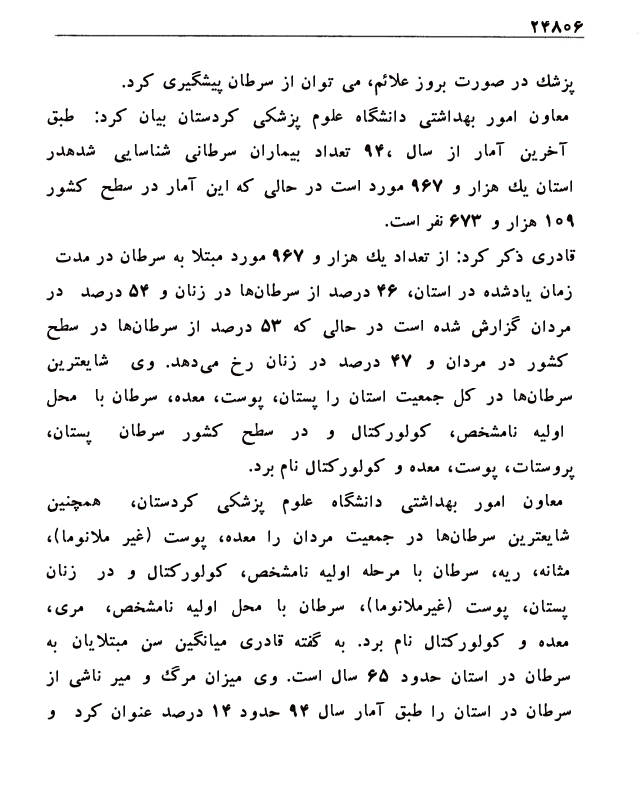 ۲۴۸۰۶
پزشك در صورت بروز علائم، می توان از سرطان پیشگیری کرد.
معاون امور بهداشتی دانشگاه علوم پزشکی کردستان بیان کرد: طبق
آخرین آمار از سال ۹۴، تعداد بیماران سرطانی شناسایی شدهدر
استان يك هزار و ۹۶۷ مورد است در حالی که این آمار در سطح کشور
۱۰۹ هزار و ۶۷۳ نفر است.
قادری ذکر کرد: از تعداد يك هزار و ۹۶۷ مورد مبتلا به سرطان در مدت
زمان یادشده در استان، ۴۶ درصد از سرطان‌ها در زنان و ۵۴ درصد در
مردان گزارش شده است در حالی که ۵۳ درصد از سرطان‌ها در سطح
کشور در مردان و ۴۷ درصد در زنان رخ می‌دهد. وی شایعترین
سرطان‌ها در کل جمعیت استان را پستان، پوست، معده، سرطان با محل
اولیه نامشخص، کولورکتال و در سطح کشور سرطان پستان،
پروستات، پوست، معده و کولورکتال نام برد.
معاون امور بهداشتی دانشگاه علوم پزشکی کردستان، همچنین
شایعترین سرطان‌ها در جمعیت مردان را معده، پوست (غیر ملانوما)،
مثانه، ریه، سرطان با مرحله اولیه نامشخص، کولورکتال و در زنان
پستان، پوست (غیرملانوما)، سرطان با محل اولیه نامشخص، مری،
معده و کولورکتال نام برد. به گفته قادری میانگین سن مبتلایان به
سرطان در استان حدود ۶۵ سال است. وی میزان مرگ و میر ناشی از
سرطان در استان را طبق آمار سال ۹۴ حدود ۱۴ درصد عنوان کرد و